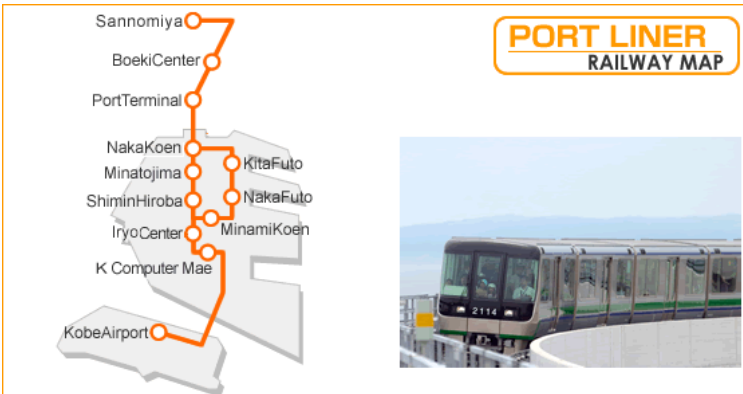 PORT LINER
RAILWAY MAP
Sannomiya
BoekiCenter
PortTerminal
NakaKoen
KitaFuto
Minatojima
NakaFuto
ShiminHiroba
MinamiKoen
IryoCenter
K Computer Mae
KobeAirport
2114